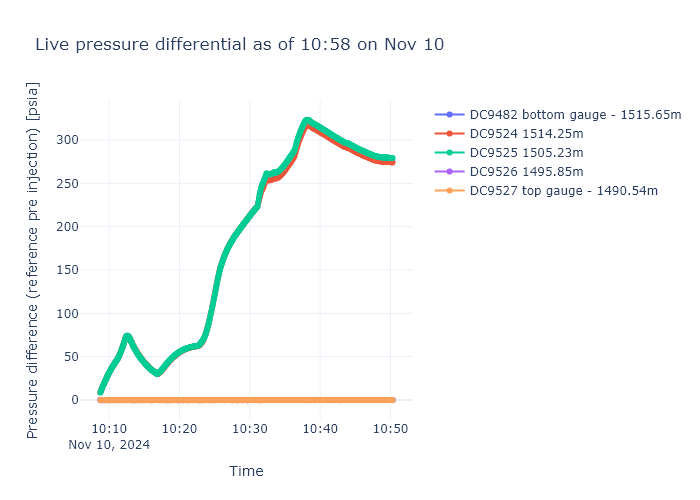 Live pressure differential as of 10:58 on Nov 10
Pressure difference (reference pre injection) [psia]
300
250
200
150
100
50
0
10:10
10:20
10:30
10:40
10:50
Nov 10, 2024
Time
DC9482 bottom gauge - 1515.65m
DC9524 1514.25m
DC9525 1505.23m
DC9526 1495.85m
DC9527 top gauge - 1490.54m